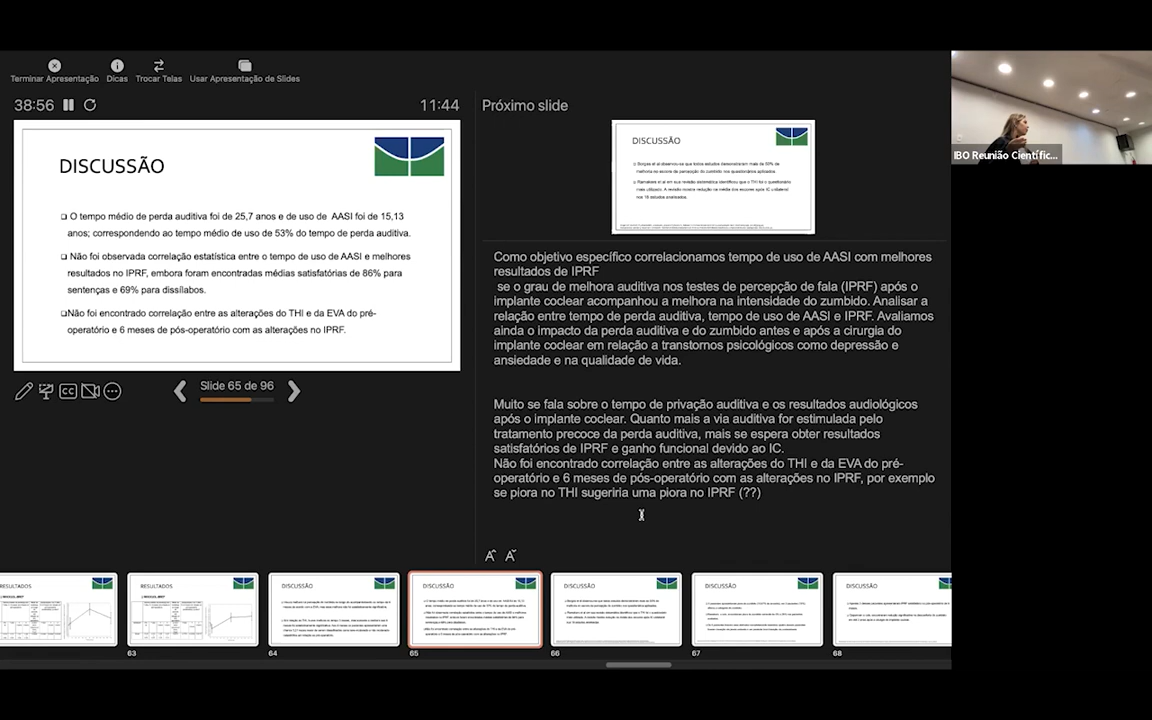 Terminar Apresentação
Dicas
Trocar Telas
Usar Apresentação de Slides
38:56
11:44
Próximo slide
DISCUSSÃO
❑ O tempo médio de perda auditiva foi de 25,7 anos e de uso de AASI foi de 15,13
anos; correspondendo ao tempo médio de uso de 53% do tempo de perda auditiva.
❑ Não foi observada correlação estatística entre o tempo de uso de AASI e melhores
resultados no IPRF, embora foram encontradas médias satisfatórias de 86% para
sentenças e 69% para dissílabos.
❑Não foi encontrado correlação entre as alterações do THI e da EVA do pré-
operatório e 6 meses de pós-operatório com as alterações no IPRF.
CC
Slide 65 de 96
DISCUSSÃO
Como objetivo específico correlacionamos tempo de uso de AASI com melhores
resultados de IPRF
se o grau de melhora auditiva nos testes de percepção de fala (IPRF) após o
implante coclear acompanhou a melhora na intensidade do zumbido. Analisar a
relação entre tempo de perda auditiva, tempo de uso de AASI e IPRF. Avaliamos
ainda o impacto da perda auditiva e do zumbido antes e após a cirurgia do
implante coclear em relação a transtornos psicológicos como depressão e
ansiedade e na qualidade de vida.
Muito se fala sobre o tempo de privação auditiva e os resultados audiológicos
após o implante coclear. Quanto mais a via auditiva for estimulada pelo
tratamento precoce da perda auditiva, mais se espera obter resultados
satisfatórios de IPRF e ganho funcional devido ao IC.
Não foi encontrado correlação entre as alterações do THI e da EVA do pré-
operatório e 6 meses de pós-operatório com as alterações no IPRF, por exemplo
se piora no THI sugeriria uma piora no IPRF (??)
IBO Reunião Científic...
RESULTADOS
RESULTADOS
DISCUSSÃO
DISCUSSÃO
DISCUSSÃO
DISCUSSÃO
DISCUSSÃO
63
64
65
66
67
68